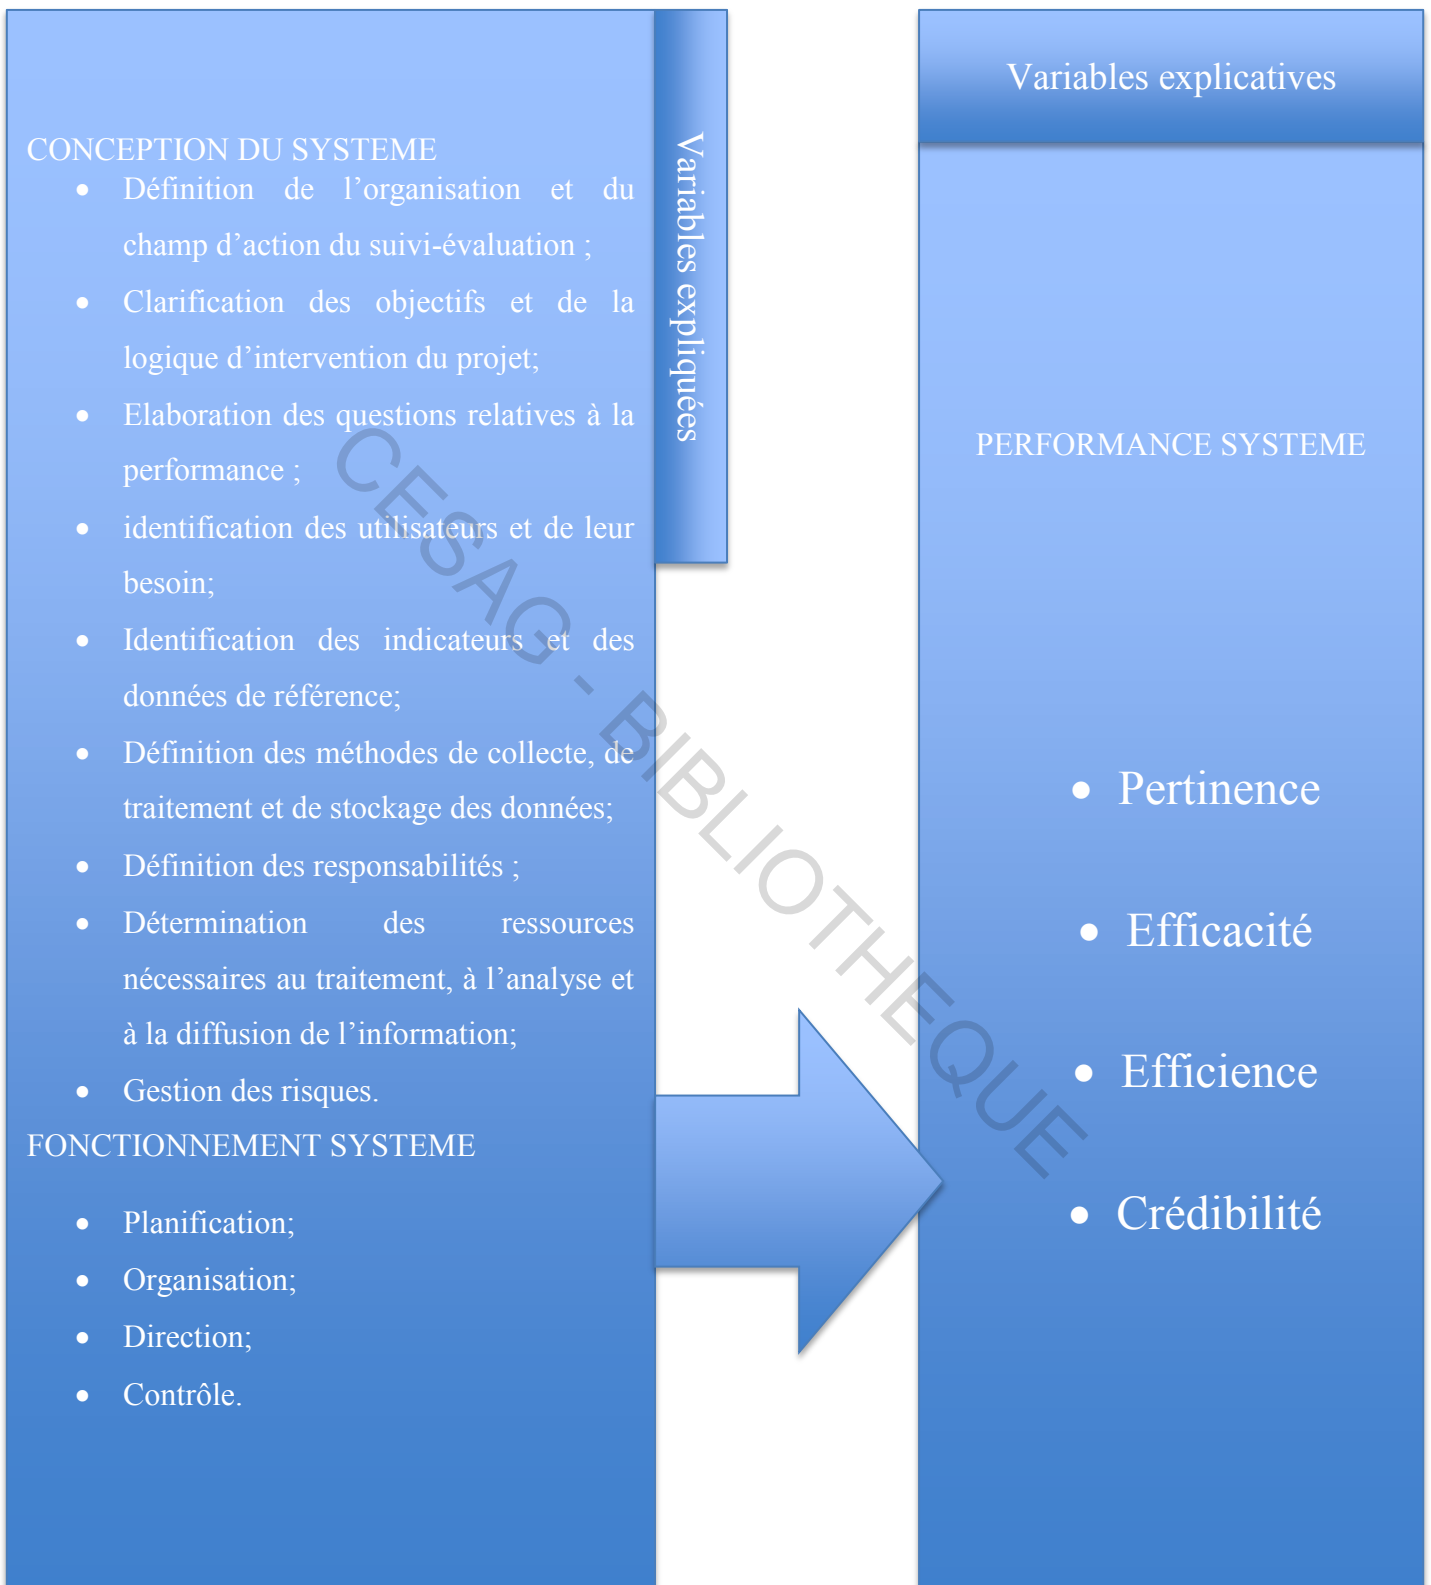 CONCEPTION DU SYSTEME
• Définition de l’organisation et du
champ d’action du suivi-évaluation ;
• Clarification des objectifs et de la
logique d’intervention du projet;
• Elaboration des questions relatives à la
performance ;
• identification des utilisateurs et de leur
besoin;
• Identification des indicateurs et des
données de référence;
• Définition des méthodes de collecte, de
traitement et de stockage des données;
• Définition des responsabilités ;
• Détermination des ressources
nécessaires au traitement, à l’analyse et
à la diffusion de l’information;
• Gestion des risques.
FONCTIONNEMENT SYSTEME
• Planification;
• Organisation;
• Direction;
• Contrôle.
Variables expliquées
Variables explicatives
PERFORMANCE SYSTEME
• Pertinence
• Efficacité
• Efficience
• Crédibilité
CESAG - BIBLIOTHEQUE